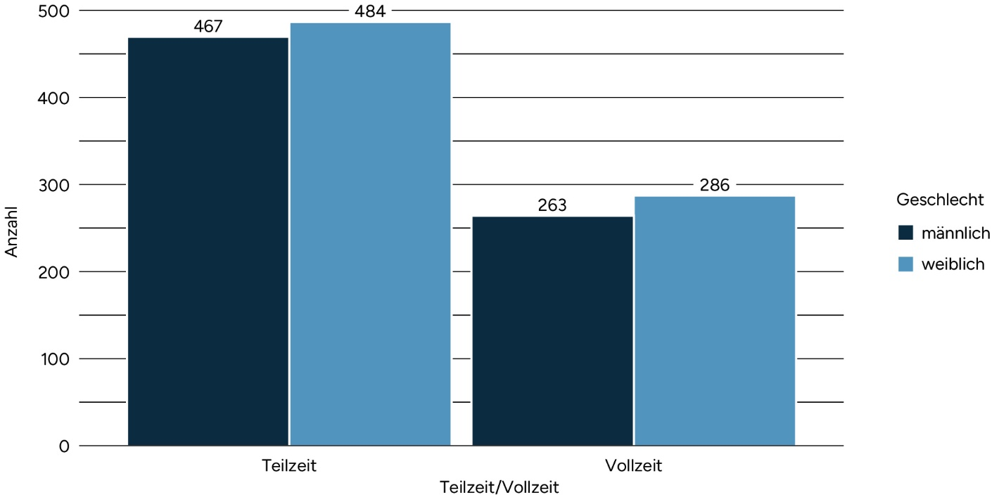 500
484
467
400
300
286
263
Anzahl
200
100
0
Geschlecht
männlich
weiblich
Teilzeit
Vollzeit
Teilzeit/Vollzeit